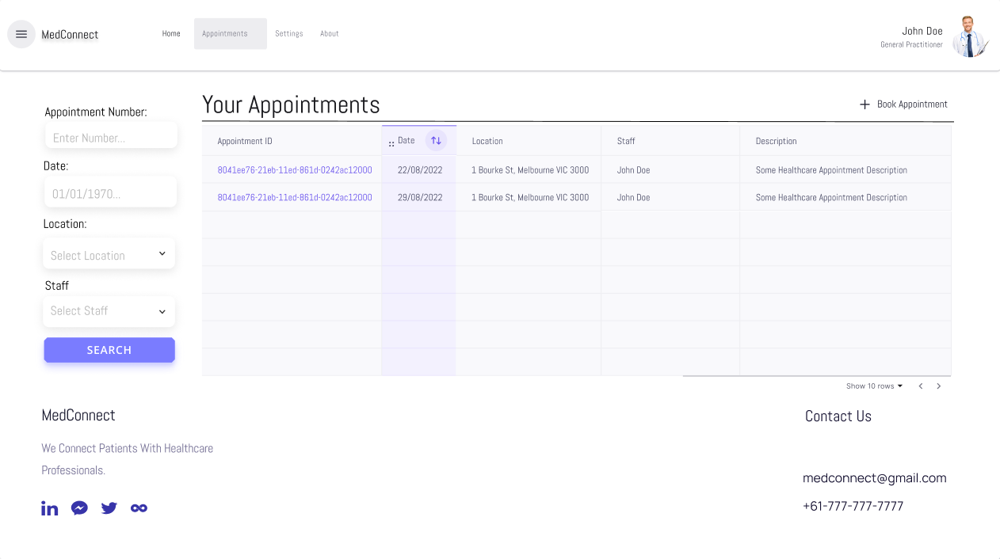 MedConnect
Home
Appointments
Settings
About
John Doe
General Practitioner
Appointment Number:
Enter Number...
Date:
01/01/1970...
Location:
Select Location
Staff
Select Staff
SEARCH
Your Appointments
Book Appointment
Appointment ID Date Location Staff Description
8041ee76-21eb-11ed-861d-0242ac12000 22/08/2022 1 Bourke St, Melbourne VIC 3000 John Doe Some Healthcare Appointment Description
8041ee76-21eb-11ed-861d-0242ac12000 29/08/2022 1 Bourke St, Melbourne VIC 3000 John Doe Some Healthcare Appointment Description
Show 10 rows
MedConnect
We Connect Patients With Healthcare
Professionals.
Contact Us
medconnect@gmail.com
+61-777-777-7777